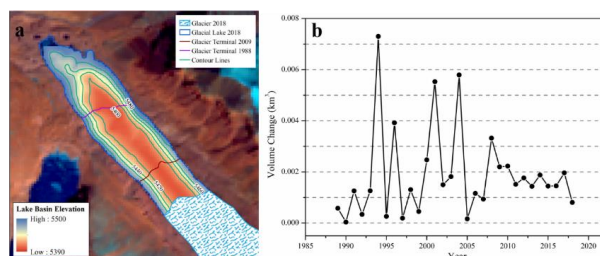 a
Glacier 2018
Glacial Lake 2018
Glacier Terminal 2009
Glacier Terminal 1988
Contour Lines
Lake Basin Elevation
High : 5500
Low : 5390
b
Volume Change (km³)
0.008
0.006
0.004
0.002
0.000
1985 1990 1995 2000 2005 2010 2015 2020
Year